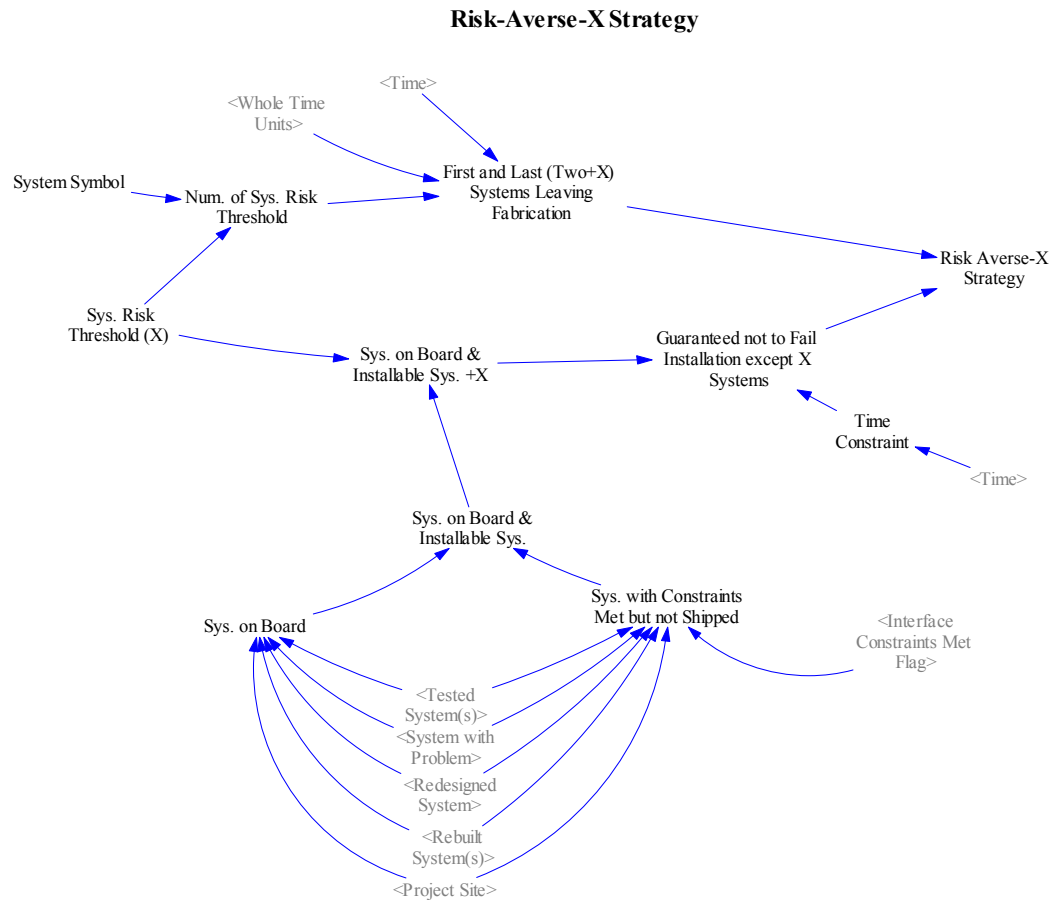 Risk-Averse-X Strategy
<Time>
<Whole Time
Units>
First and Last (Two+X)
Systems Leaving
Fabrication
System Symbol
Num. of Sys. Risk
Threshold
Risk Averse-X
Strategy
Sys. Risk
Threshold (X)
Sys. on Board &
Installable Sys. +X
Guaranteed not to Fail
Installation except X
Systems
Time
Constraint
<Time>
Sys. on Board &
Installable Sys.
Sys. on Board
Sys. with Constraints
Met but not Shipped
<Interface
Constraints Met
Flag>
<Tested
System(s)>
<System with
Problem>
<Redesigned
System>
<Rebuilt
System(s)>
<Project Site>